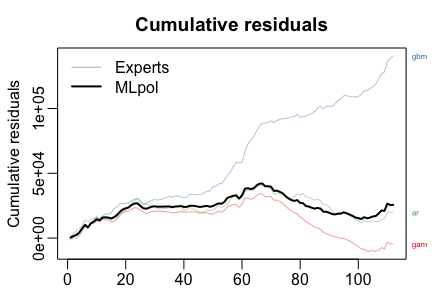 Cumulative residuals
gbm
Experts
MLpol
ar
gam
Cumulative residuals
0e+00 5e+04 1e+05
0 20 40 60 80 100